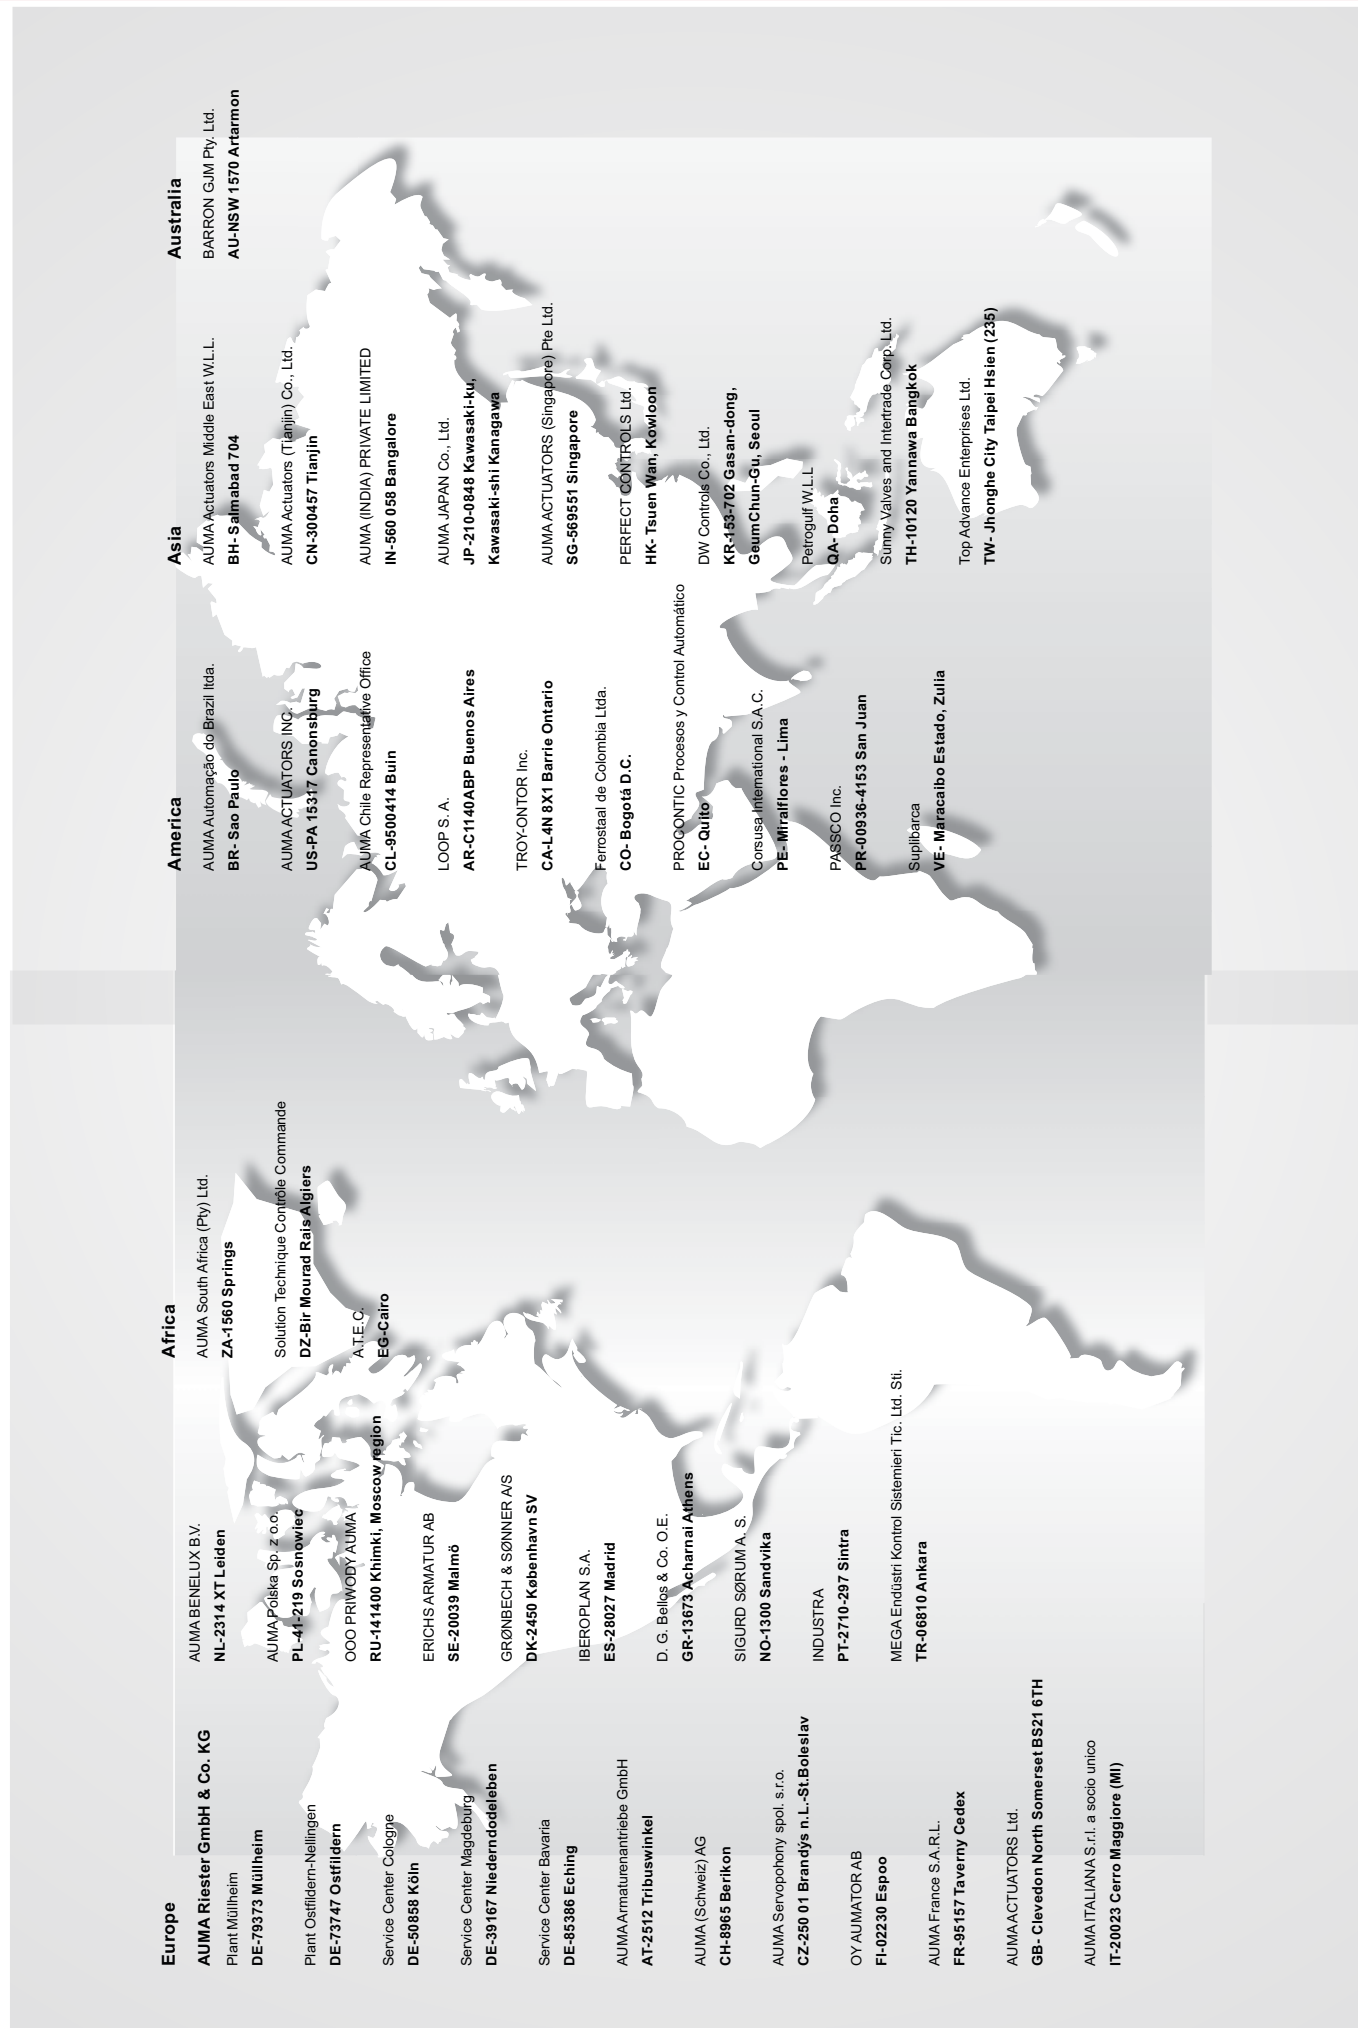 Europe
AUMA Riester GmbH & Co. KG
Plant Müllheim
DE-79373 Müllheim
Plant Ostfildern-Nellingen
DE-73747 Ostfildern
Service Center Cologne
DE-50858 Köln
Service Center Magdeburg
DE-39167 Niederndodeleben
Service Center Bavaria
DE-85386 Eching
AUMA Armaturenantriebe GmbH
AT-2512 Tribuswinkel
AUMA (Schweiz) AG
CH-8965 Berikon
AUMA Servopohony spol. s.r.o.
CZ-250 01 Brandýs n.L.-St.Boleslav
OY AUMATOR AB
FI-02230 Espoo
AUMA France S.A.R.L.
FR-95157 Taverny Cedex
AUMA ACTUATORS Ltd.
GB- Clevedon North Somerset BS21 6TH
AUMA ITALIANA S.r.l. a socio unico
IT-20023 Cerro Maggiore (MI)
AUMA BENELUX B.V.
NL-2314 XT Leiden
AUMA Polska Sp. z o.o.
PL-41-219 Sosnowiec
OOO PRIWODY AUMA
RU-141400 Khimki, Moscow region
ERICHS ARMATUR AB
SE-20039 Malmö
GRØNBECH & SØNNER A/S
DK-2450 København SV
IBEROPLAN S.A.
ES-28027 Madrid
D. G. Bellos & Co. O.E.
GR-13673 Acharnai Athens
SIGURD SØRUM A. S.
NO-1300 Sandvika
INDUSTRA
PT-2710-297 Sintra
MEGA Endüstri Kontrol Sistemieri Tic. Ltd. Sti.
TR-06810 Ankara
Africa
AUMA South Africa (Pty) Ltd.
ZA-1560 Springs
Solution Technique Contrôle Commande
DZ-Bir Mourad Rais Algiers
A.T.E.C.
EG-Cairo
America
AUMA Automação do Brazil ltda.
BR- Sao Paulo
AUMA ACTUATORS INC.
US-PA 15317 Canonsburg
AUMA Chile Representative Office
CL-9500414 Buin
LOOP S. A.
AR-C1140ABP Buenos Aires
TROY-ONTOR Inc.
CA-L4N 8X1 Barrie Ontario
Ferrostaal de Colombia Ltda.
CO- Bogotá D.C.
PROCONTIC Procesos y Control Automático
EC- Quito
Corsusa International S.A.C.
PE- Miralflores - Lima
PASSCO Inc.
PR-00936-4153 San Juan
Suplibarca
VE- Maracaibo Estado, Zulia
Asia
AUMA Actuators Middle East W.L.L.
BH- Salmabad 704
AUMA Actuators (Tianjin) Co., Ltd.
CN-300457 Tianjin
AUMA (INDIA) PRIVATE LIMITED
IN-560 058 Bangalore
AUMA JAPAN Co., Ltd.
JP-210-0848 Kawasaki-ku,
Kawasaki-shi Kanagawa
AUMA ACTUATORS (Singapore) Pte Ltd.
SG-569551 Singapore
PERFECT CONTROLS Ltd.
HK- Tsuen Wan, Kowloon
DW Controls Co., Ltd.
KR-153-702 Gasan-dong,
GeumChun-Gu, Seoul
Petrogulf W.L.L
QA- Doha
Sunny Valves and Intertrade Corp. Ltd.
TH-10120 Yannawa Bangkok
Top Advance Enterprises Ltd.
TW- Jhonghe City Taipei Hsien (235)
Australia
BARRON GJM Pty. Ltd.
AU-NSW 1570 Artarmon